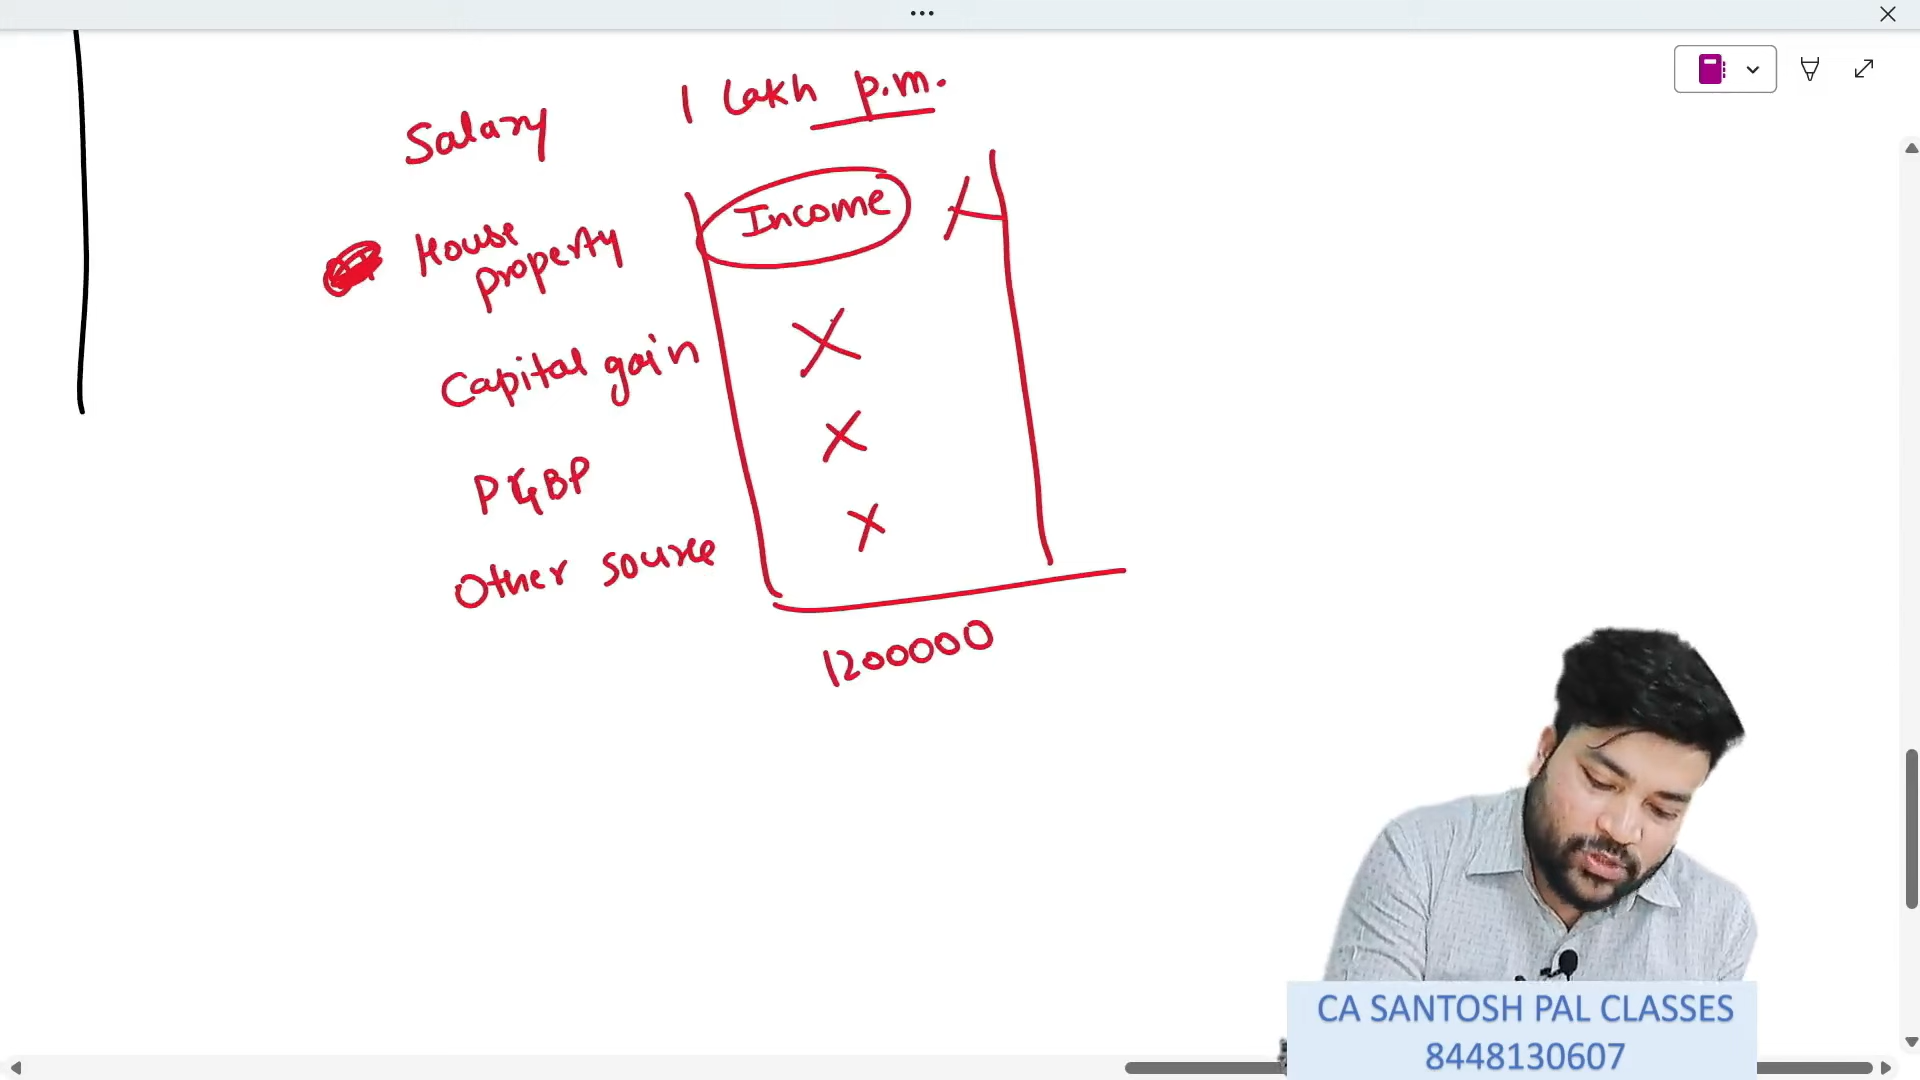 Salary 1 Lakh p.m.
House property Income X
Capital gain X
PGBP X
Other source X
1200000
CA SANTOSH PAL CLASSES
8448130607